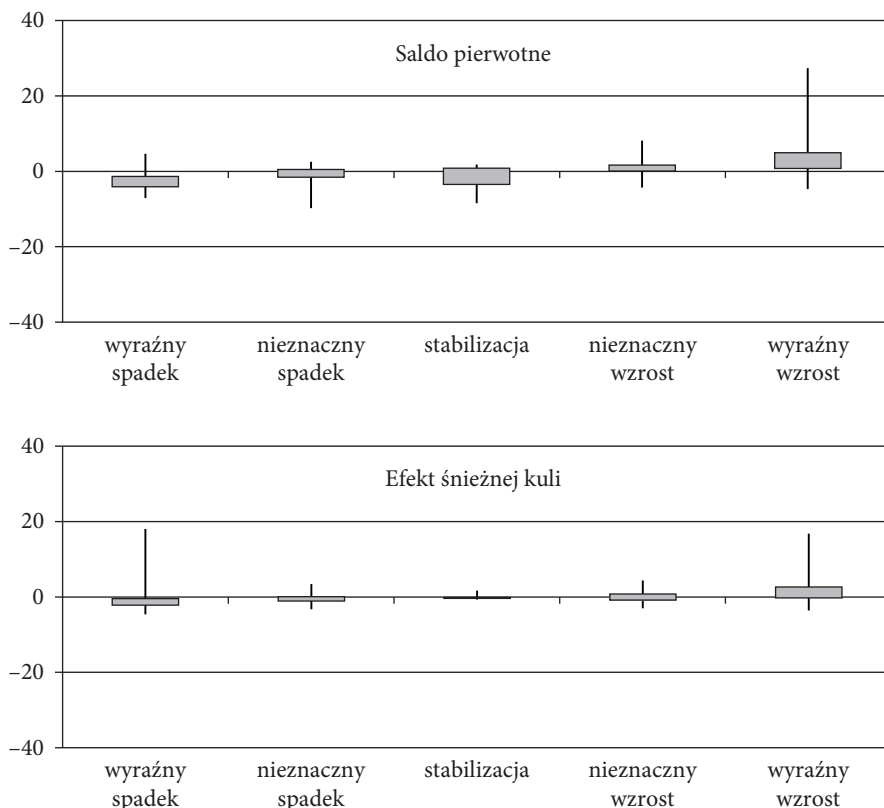 40
Saldo pierwotne
20
0
–20
–40
wyraźny nieznaczny stabilizacja nieznaczny wyraźny
spadek spadek wzrost wzrost
40
Efekt śnieżnej kuli
20
0
–20
–40
wyraźny nieznaczny stabilizacja nieznaczny wyraźny
spadek spadek wzrost wzrost